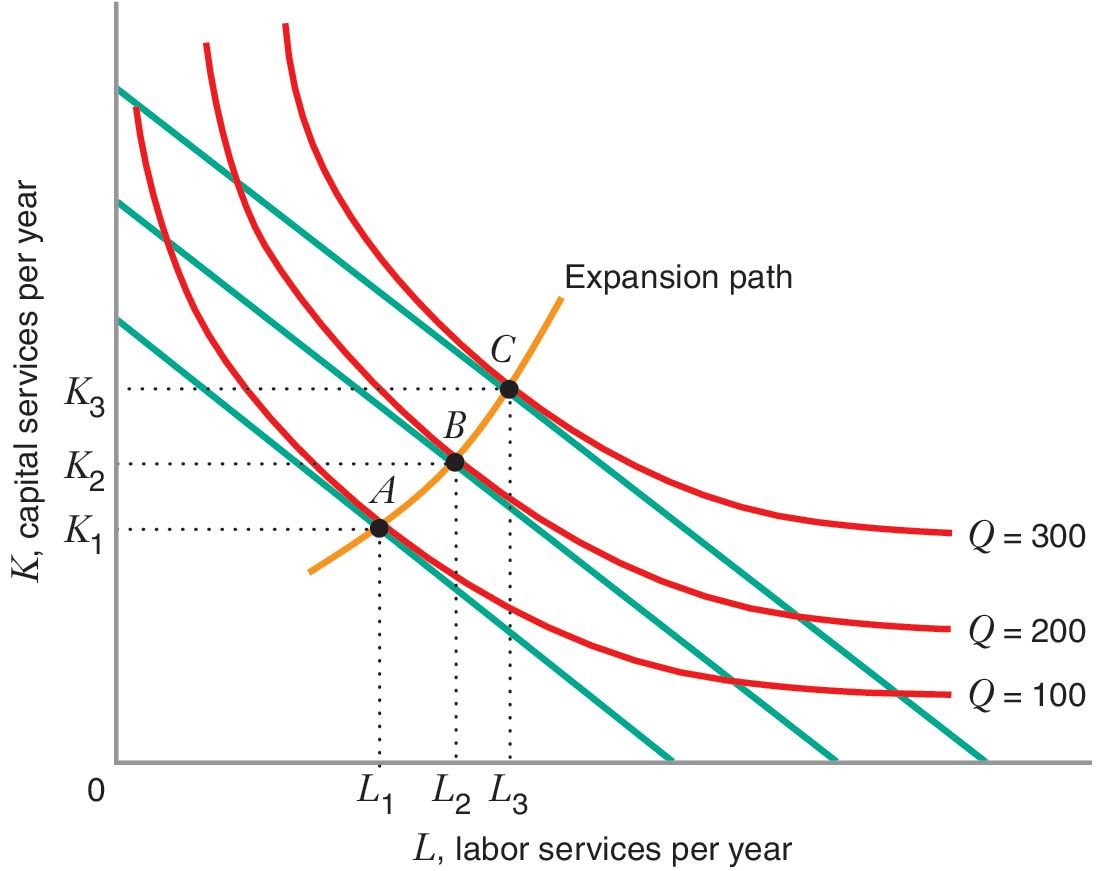 K, capital services per year
Expansion path
C
K3
B
K2
A
K1
Q = 300
Q = 200
Q = 100
0
L1 L2 L3
L, labor services per year